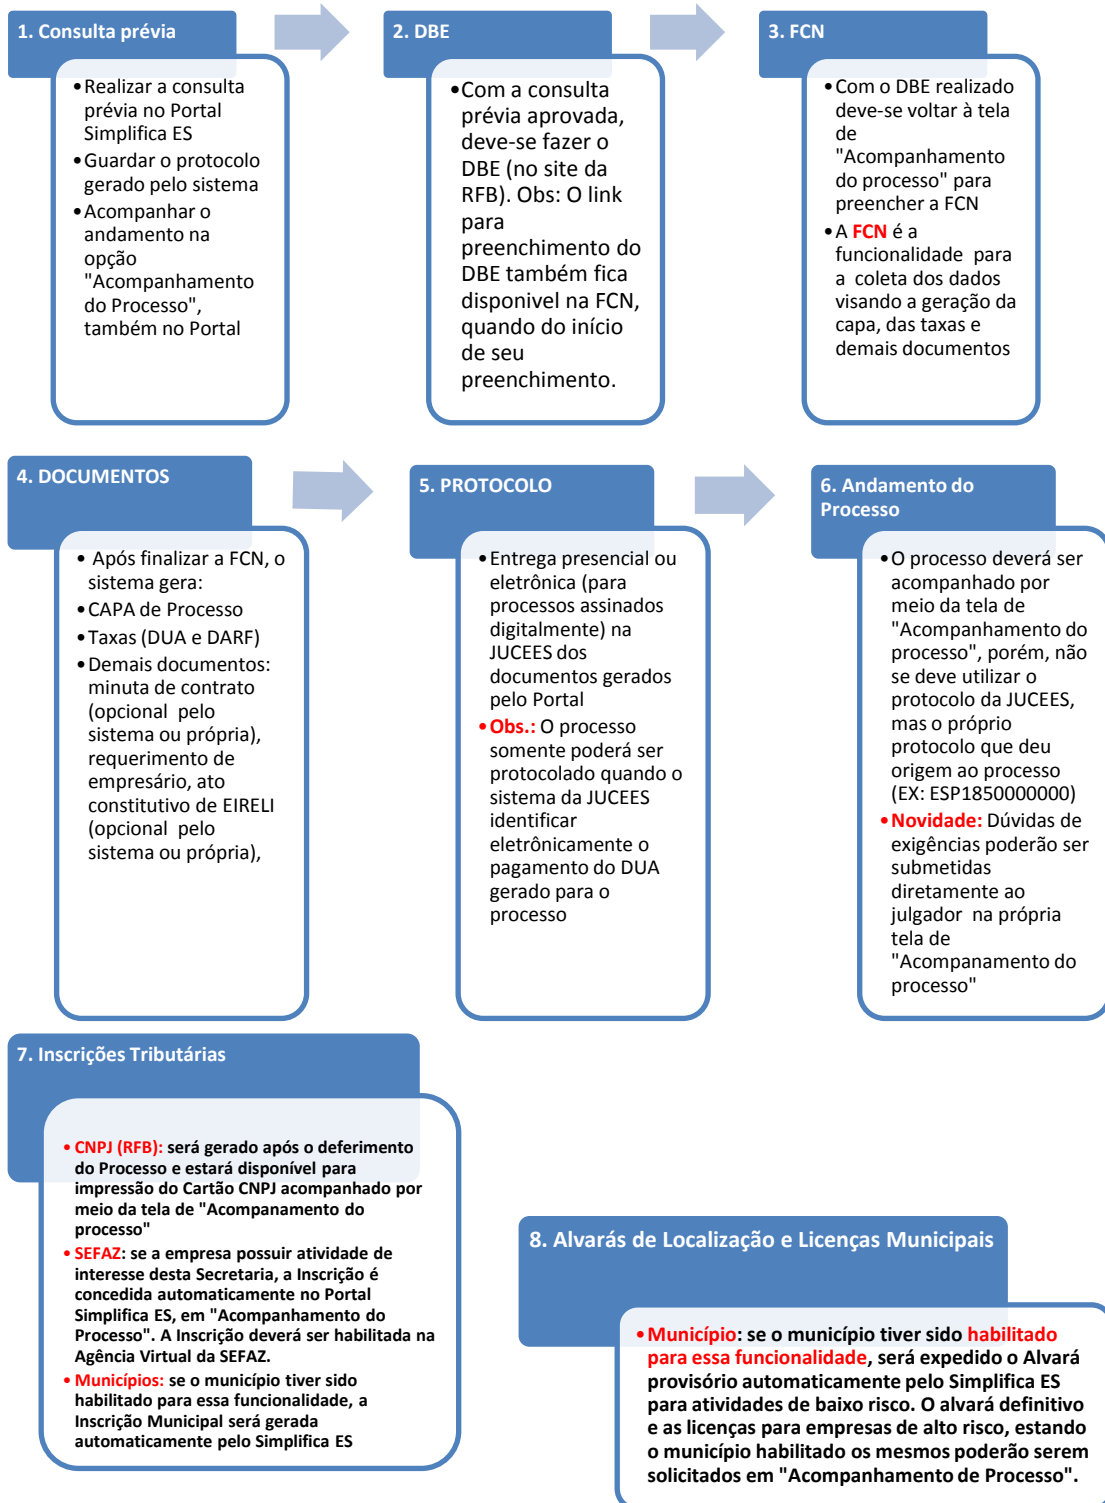 1. Consulta prévia
•Realizar a consulta
prévia no Portal
Simplifica ES
•Guardar o protocolo
gerado pelo sistema
•Acompanhar o
andamento na
opção
"Acompanhamento
do Processo",
também no Portal
2. DBE
•Com a consulta
prévia aprovada,
deve-se fazer o
DBE (no site da
RFB). Obs: O link
para
preenchimento do
DBE também fica
disponivel na FCN,
quando do início
de seu
preenchimento.
3. FCN
•Com o DBE realizado
deve-se voltar à tela
de
"Acompanhamento
do processo" para
preencher a FCN
•A FCN é a
funcionalidade para
a coleta dos dados
visando a geração da
capa, das taxas e
demais documentos
4. DOCUMENTOS
• Após finalizar a FCN, o
sistema gera:
•CAPA de Processo
•Taxas (DUA e DARF)
•Demais documentos:
minuta de contrato
(opcional pelo
sistema ou própria),
requerimento de
empresário, ato
constitutivo de EIRELI
(opcional pelo
sistema ou própria),
5. PROTOCOLO
•Entrega presencial ou
eletrônica (para
processos assinados
digitalmente) na
JUCEES dos
documentos gerados
pelo Portal
•Obs.: O processo
somente poderá ser
protocolado quando o
sistema da JUCEES
identificar
eletrônicamente o
pagamento do DUA
gerado para o
processo
6. Andamento do
Processo
•O processo deverá ser
acompanhado por
meio da tela de
"Acompanhamento do
processo", porém, não
se deve utilizar o
protocolo da JUCEES,
mas o próprio
protocolo que deu
origem ao processo
(EX: ESP1850000000)
•Novidade: Dúvidas de
exigências poderão ser
submetidas
diretamente ao
julgador na própria
tela de
"Acompanamento do
processo"
7. Inscrições Tributárias
•CNPJ (RFB): será gerado após o deferimento
do Processo e estará disponível para
impressão do Cartão CNPJ acompanhado por
meio da tela de "Acompanamento do
processo"
•SEFAZ: se a empresa possuir atividade de
interesse desta Secretaria, a Inscrição é
concedida automaticamente no Portal
Simplifica ES, em "Acompanhamento do
Processo". A Inscrição deverá ser habilitada na
Agência Virtual da SEFAZ.
•Municípios: se o município tiver sido
habilitado para essa funcionalidade, a
Inscrição Municipal será gerada
automaticamente pelo Simplifica ES
8. Alvarás de Localização e Licenças Municipais
•Município: se o município tiver sido habilitado
para essa funcionalidade, será expedido o Alvará
provisório automaticamente pelo Simplifica ES
para atividades de baixo risco. O alvará definitivo
e as licenças para empresas de alto risco, estando
o município habilitado os mesmos poderão serem
solicitados em "Acompanhamento de Processo".